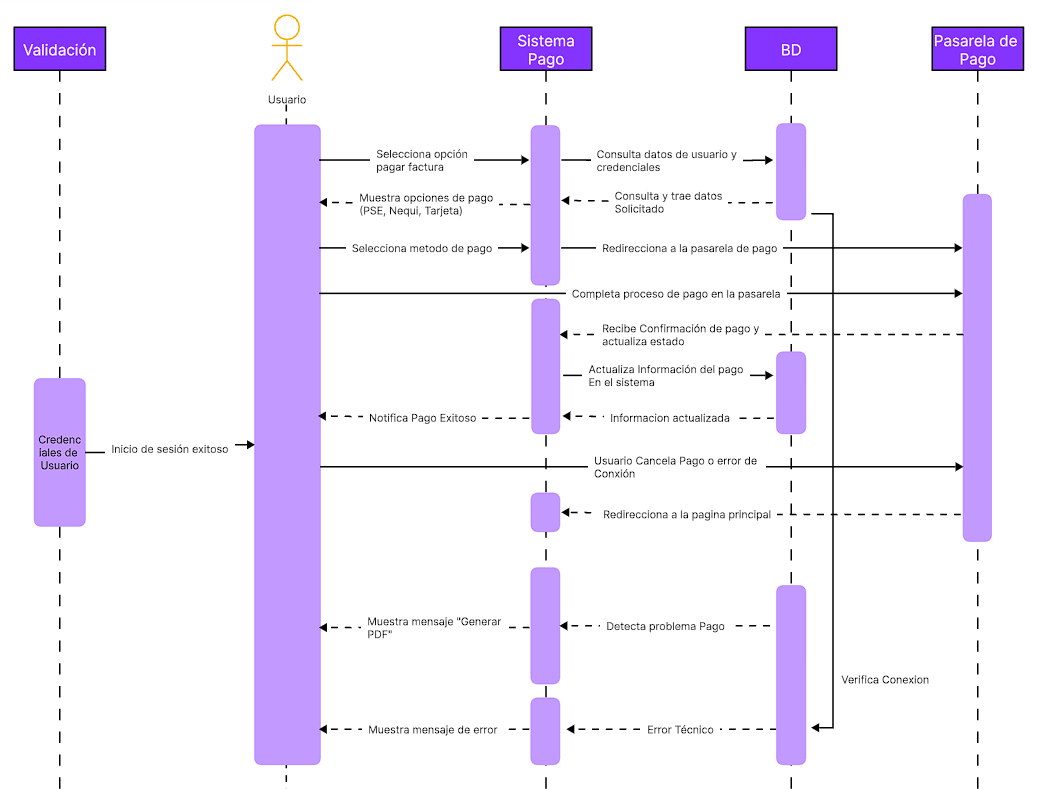 Validación
Usuario
Sistema
Pago
BD
Pasarela de
Pago
Selecciona opción
pagar factura
Consulta datos de usuario y
credenciales
Muestra opciones de pago
(PSE, Nequi, Tarjeta)
Consulta y trae datos
Solicitado
Selecciona metodo de pago
Redirecciona a la pasarela de pago
Completa proceso de pago en la pasarela
Recibe Confirmación de pago y
actualiza estado
Actualiza Información del pago
En el sistema
Notifica Pago Exitoso
Informacion actualizada
Credenc
iales de
Usuario
Inicio de sesión exitoso
Usuario Cancela Pago o error de
Conxión
Redirecciona a la pagina principal
Muestra mensaje "Generar
PDF"
Detecta problema Pago
Verifica Conexion
Muestra mensaje de error
Error Técnico